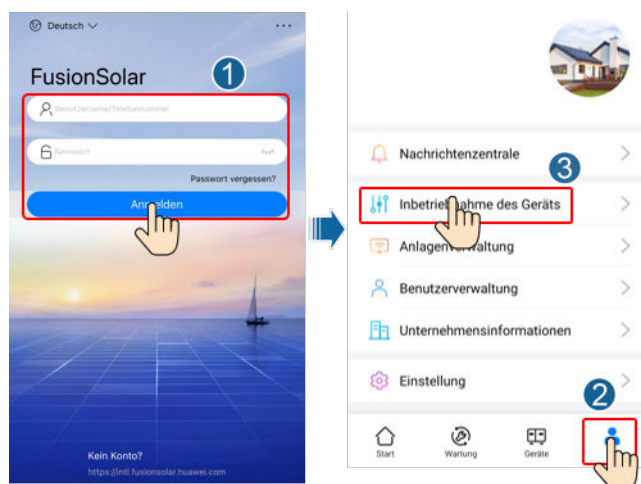 Deutsch
FusionSolar
1
Benutzername/Telefonnummer
Kennwort
Passwort vergessen?
Anmelden
Kein Konto?
https://intl.fusionsolar.huawei.com
Nachrichtenzentrale
3
Inbetriebnahme des Geräts
Anlagenverwaltung
Benutzerverwaltung
Unternehmensinformationen
Einstellung
2
Start
Wartung
Geräte